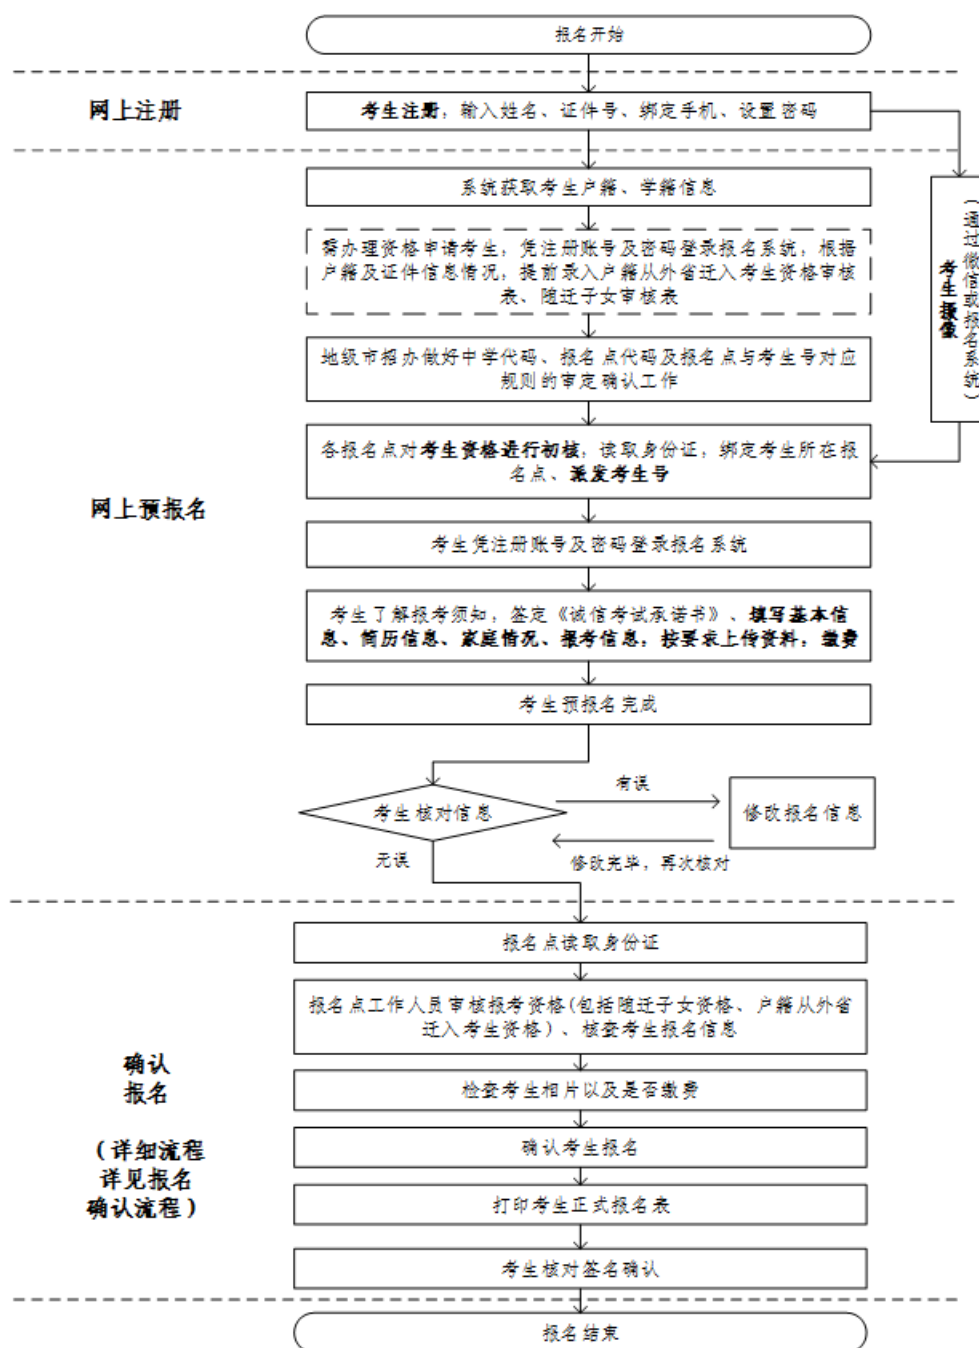 报名开始
网上注册
考生注册，输入姓名、证件号、绑定手机、设置密码
系统获取考生户籍、学籍信息
需办理资格申请考生，凭注册账号及密码登录报名系统，根据
户籍及证件信息情况，提前录入户籍从外省迁入考生资格审核
表、随迁子女审核表
考生摄像
（通过微信或报名系统）
地级市招办做好中学代码、报名点代码及报名点与考生号对应
规则的审定确认工作
各报名点对考生资格进行初核，读取身份证，绑定考生所在报
名点、派发考生号
网上预报名
考生凭注册账号及密码登录报名系统
考生了解报考须知，签定《诚信考试承诺书》、填写基本信
息、简历信息、家庭情况、报考信息，按要求上传资料，缴费
考生预报名完成
考生核对信息
有误
修改报名信息
修改完毕，再次核对
无误
报名点读取身份证
报名点工作人员审核报考资格(包括随迁子女资格、户籍从外省
迁入考生资格）、核查考生报名信息
确认
报名
（详细流程
详见报名
确认流程）
检查考生相片以及是否缴费
确认考生报名
打印考生正式报名表
考生核对签名确认
报名结束